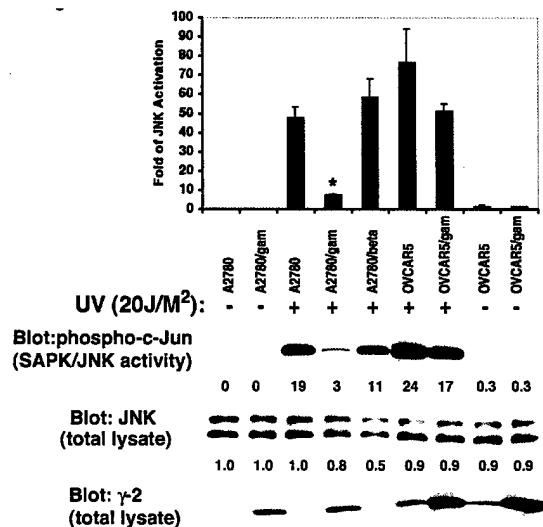 Fold of JNK Activation
100
90
80
70
60
50
40
30
20
10
0
*
A2780
A2780/gam
A2780
A2780/gam
A2780/beta
OVCAR5
OVCAR5/gam
OVCAR5
OVCAR5/gam
UV (20J/M²): - - + + + + + - -
Blot:phospho-c-Jun
(SAPK/JNK activity)
0 0 19 3 11 24 17 0.3 0.3
Blot: JNK
(total lysate)
1.0 1.0 1.0 0.8 0.5 0.9 0.9 0.9 0.9
Blot: γ-2
(total lysate)